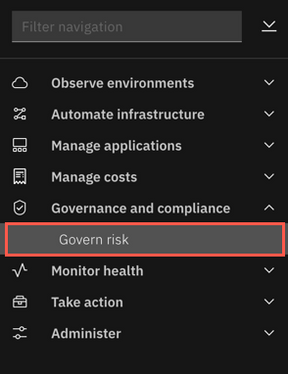 Filter navigation
Observe environments
Automate infrastructure
Manage applications
Manage costs
Governance and compliance
Govern risk
Monitor health
Take action
Administer